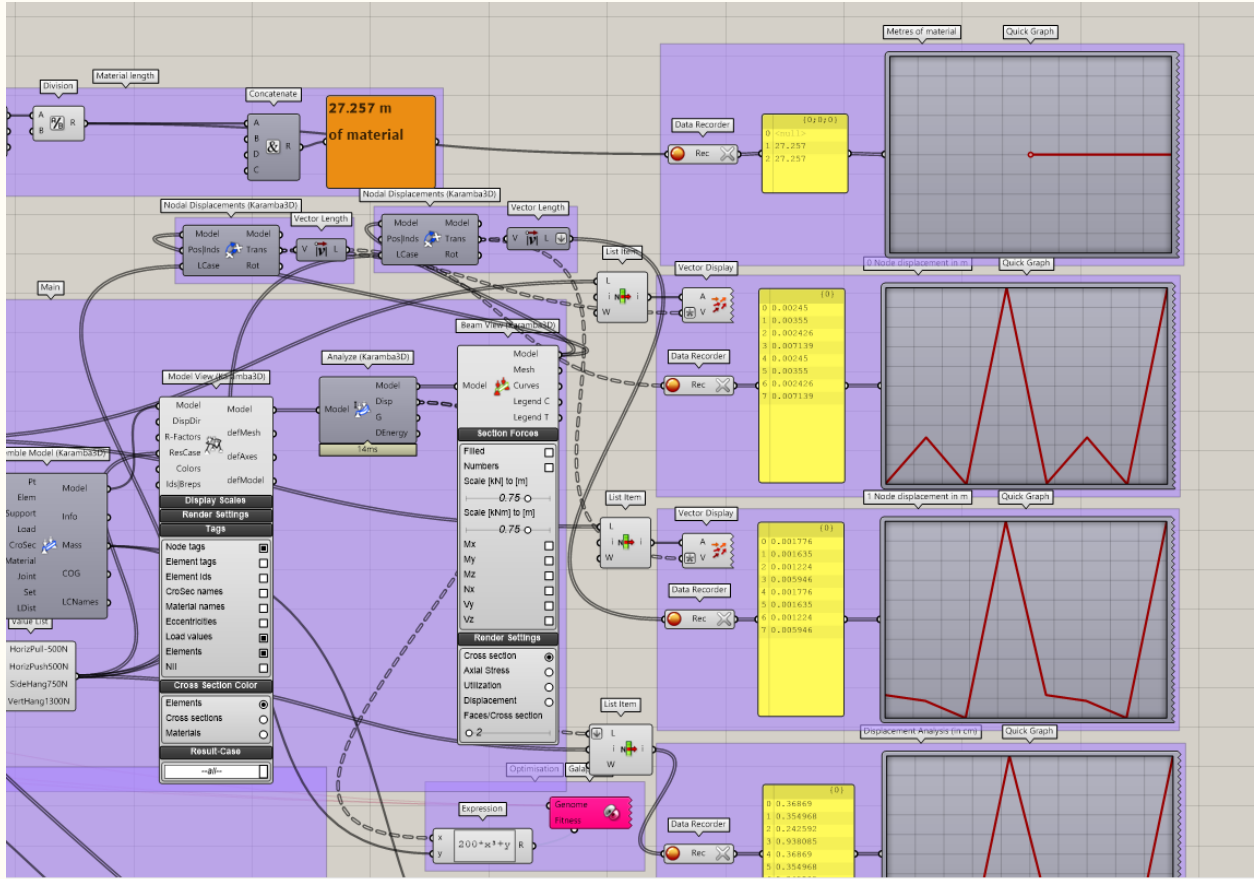 Metres of material
Quick Graph
Material length
Division
A
B
R
Concatenate
A
B
D
C
&
R
27.257 m
of material
Data Recorder
Rec
{0;0;0}
0 <null>
1 27.257
2 27.257
Nodal Displacements (Karamba3D)
Model
Pos|Inds
LCase
Model
Trans
Rot
Vector Length
V
L
Nodal Displacements (Karamba3D)
Model
Pos|Inds
LCase
Model
Trans
Rot
Vector Length
V
L
List Item
L
i
W
i
Vector Display
A
V
0 Node displacement in m
Quick Graph
Data Recorder
Rec
{0}
0 0.00245
1 0.00355
2 0.002426
3 0.007139
4 0.00245
5 0.00355
6 0.002426
7 0.007139
Main
Model View (Karamba3D)
Model
DispDir
R-Factors
ResCase
Colors
Ids|Breps
Model
defMesh
defAxes
defModel
Display Scales
Render Settings
Tags
Node tags
Element tags
Element Ids
CroSec names
Material names
Eccentricities
Load values
Elements
NII
Cross Section Color
Elements
Cross sections
Materials
Result-Case
--all--
Analyze (Karamba3D)
Model
Model
Disp
G
DEnergy
14ms
Beam View (Karamba3D)
Model
Model
Mesh
Curves
Legend C
Legend T
Section Forces
Filled
Numbers
Scale [kN] to [m]
0.75
Scale [kNm] to [m]
0.75
Mx
My
Mz
Nx
Vy
Vz
Render Settings
Cross section
Axial Stress
Utilization
Displacement
Faces/Cross section
2
emble Model (Karamba3D)
Pt
Elem
Support
Load
CroSec
Material
Joint
Set
LDist
Model
Info
Mass
COG
LCNames
Value List
HorizPull-500N
HorizPush500N
SideHang750N
VertHang1300N
List Item
L
i
W
i
Vector Display
A
V
1 Node displacement in m
Quick Graph
Data Recorder
Rec
{0}
0 0.001776
1 0.001635
2 0.001224
3 0.005946
4 0.001776
5 0.001635
6 0.001224
7 0.005946
List Item
L
i
W
i
Displacement Analysis (in cm)
Quick Graph
Optimisation
Genome
Fitness
Expression
x
y
200*x³+y
R
Data Recorder
Rec
{0}
0 0.36869
1 0.354968
2 0.242592
3 0.938085
4 0.36869
5 0.354968